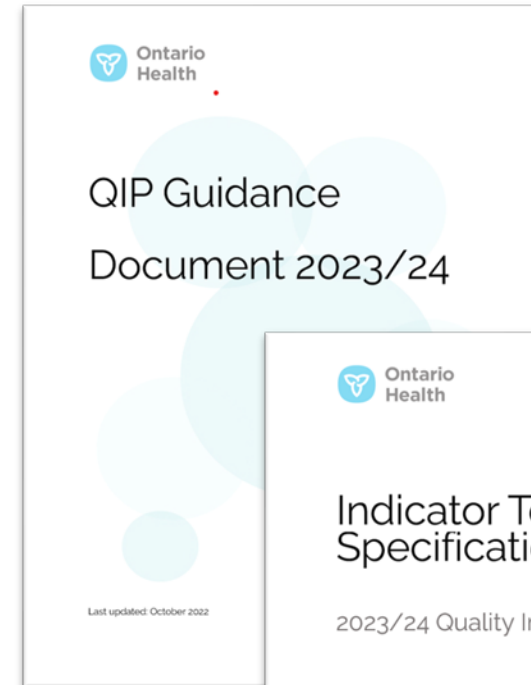 Ontario
Health
QIP Guidance
Document 2023/24
Last updated: October 2022
Ontario
Health
Indicator
Specificati
2023/24 Quality